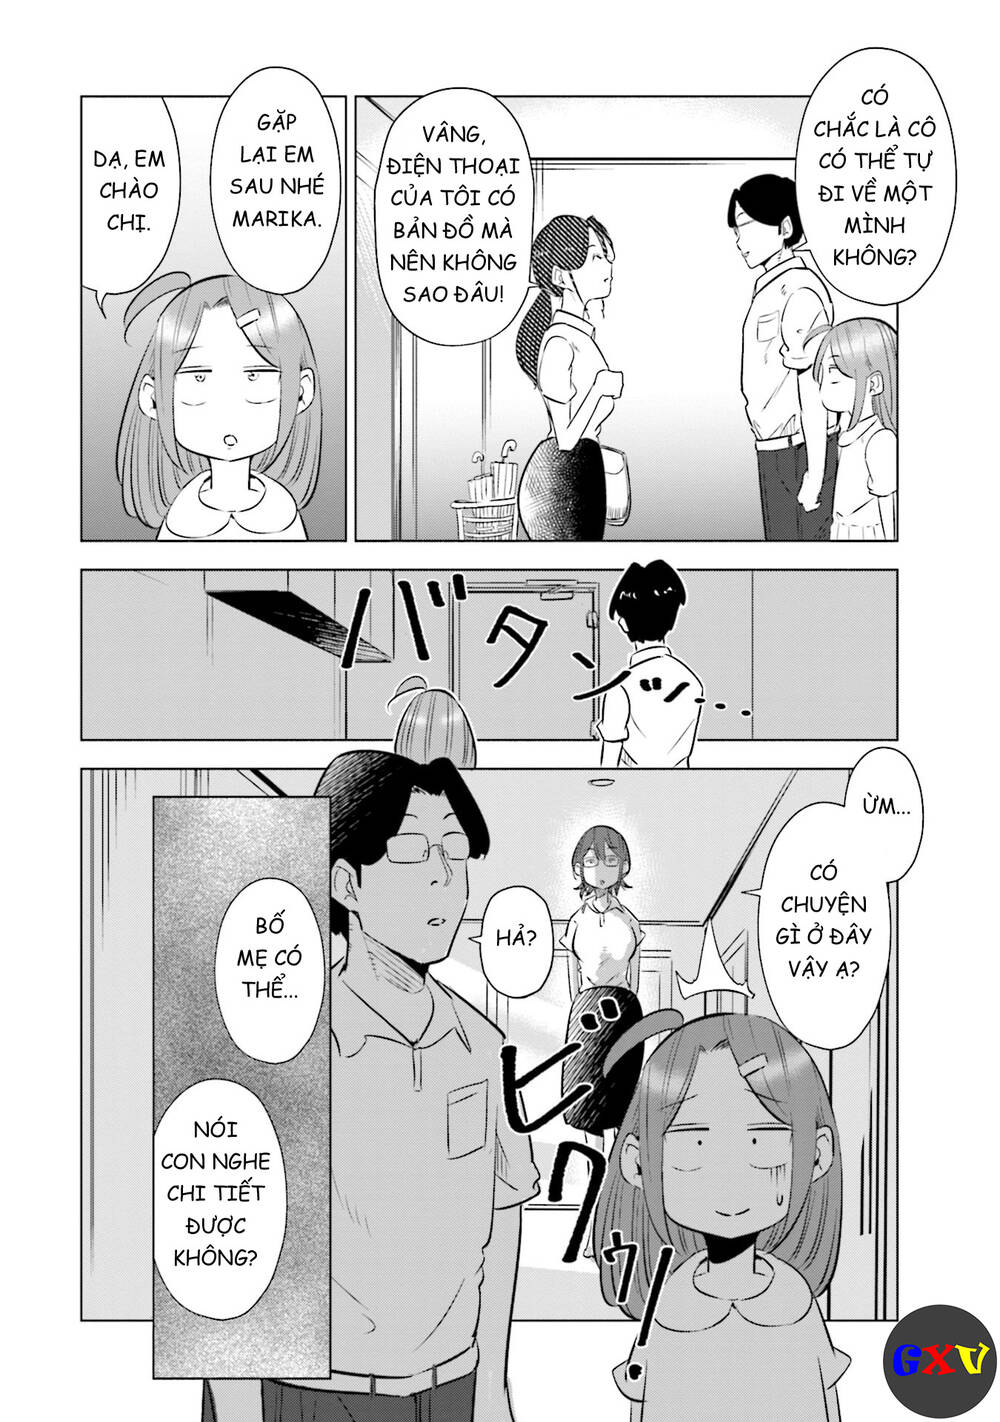 CÓ
CHẮC LÀ CÔ
CÓ THỂ TỰ
ĐI VỀ MỘT
MÌNH
KHÔNG?
VÂNG,
ĐIỆN THOẠI
CỦA TÔI CÓ
BẢN ĐỒ MÀ
NÊN KHÔNG
SAO ĐÂU!
GẶP
LẠI EM
SAU NHÉ
MARIKA.
DẠ, EM
CHÀO
CHỊ.
バタンッ...
ỪM...
CÓ
CHUYỆN
GÌ Ở ĐÂY
VẬY Ạ?
HẢ?
ビクゥッ!
BỐ
MẸ CÓ
THỂ...
NÓI
CON NGHE
CHI TIẾT
ĐƯỢC
KHÔNG?
GXV